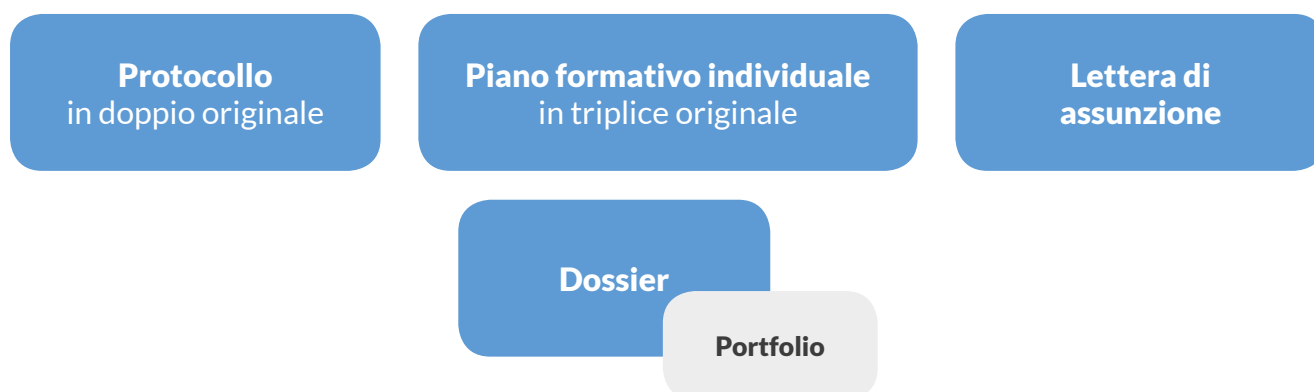 Protocollo
in doppio originale
Piano formativo individuale
in triplice originale
Lettera di
assunzione
Dossier
Portfolio